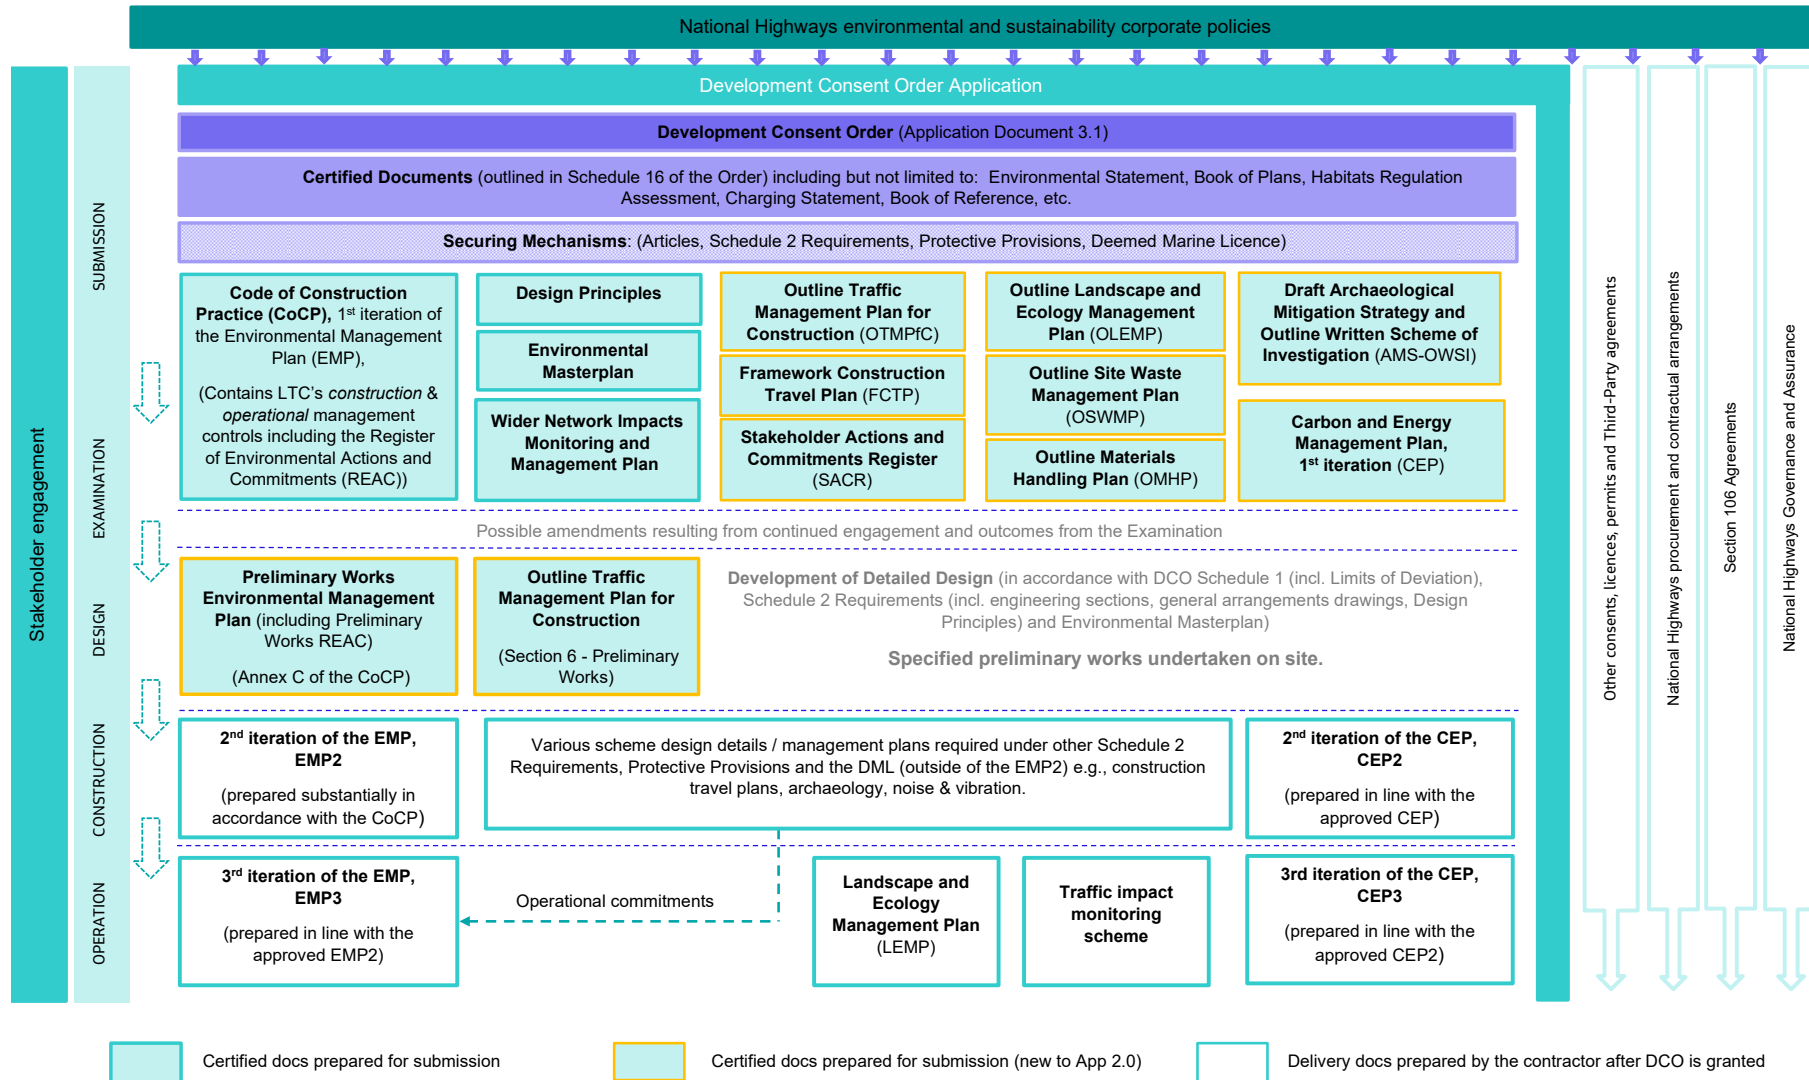 National Highways environmental and sustainability corporate policies
Development Consent Order Application
Development Consent Order (Application Document 3.1)
Certified Documents (outlined in Schedule 16 of the Order) including but not limited to: Environmental Statement, Book of Plans, Habitats Regulation
Assessment, Charging Statement, Book of Reference, etc.
Securing Mechanisms: (Articles, Schedule 2 Requirements, Protective Provisions, Deemed Marine Licence)
Stakeholder engagement
SUBMISSION
EXAMINATION
DESIGN
CONSTRUCTION
OPERATION
Code of Construction
Practice (CoCP), 1st iteration of
the Environmental Management
Plan (EMP),
(Contains LTC's construction &
operational management
controls including the Register
of Environmental Actions and
Commitments (REAC))
Design Principles
Environmental
Masterplan
Wider Network Impacts
Monitoring and
Management Plan
Outline Traffic
Management Plan for
Construction (OTMPfC)
Framework Construction
Travel Plan (FCTP)
Stakeholder Actions and
Commitments Register
(SACR)
Outline Landscape and
Ecology Management
Plan (OLEMP)
Outline Site Waste
Management Plan
(OSWMP)
Outline Materials
Handling Plan (OMHP)
Draft Archaeological
Mitigation Strategy and
Outline Written Scheme of
Investigation (AMS-OWSI)
Carbon and Energy
Management Plan,
1st iteration (CEP)
Possible amendments resulting from continued engagement and outcomes from the Examination
Preliminary Works
Environmental Management
Plan (including Preliminary
Works REAC)
(Annex C of the CoCP)
Outline Traffic
Management Plan for
Construction
(Section 6 - Preliminary
Works)
Development of Detailed Design (in accordance with DCO Schedule 1 (incl. Limits of Deviation),
Schedule 2 Requirements (incl. engineering sections, general arrangements drawings, Design
Principles) and Environmental Masterplan)
Specified preliminary works undertaken on site.
2nd iteration of the EMP,
EMP2
(prepared substantially in
accordance with the CoCP)
Various scheme design details / management plans required under other Schedule 2
Requirements, Protective Provisions and the DML (outside of the EMP2) e.g., construction
travel plans, archaeology, noise & vibration.
2nd iteration of the CEP,
CEP2
(prepared in line with the
approved CEP)
3rd iteration of the EMP,
EMP3
(prepared in line with the
approved EMP2)
Operational commitments
Landscape and
Ecology
Management Plan
(LEMP)
Traffic impact
monitoring
scheme
3rd iteration of the CEP,
CEP3
(prepared in line with the
approved CEP2)
Other consents, licences, permits and Third-Party agreements
National Highways procurement and contractual arrangements
Section 106 Agreements
National Highways Governance and Assurance
Certified docs prepared for submission
Certified docs prepared for submission (new to App 2.0)
Delivery docs prepared by the contractor after DCO is granted